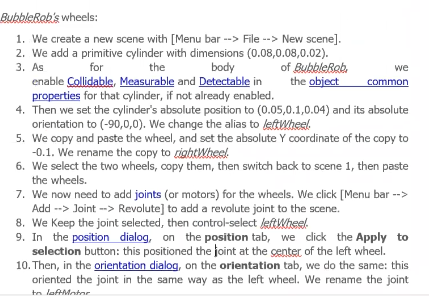 BubbleRob's wheels:
1. We create a new scene with [Menu bar --> File --> New scene].
2. We add a primitive cylinder with dimensions (0.08,0.08,0.02).
3. As for the body of BubbleRob, we
enable Collidable, Measurable and Detectable in the object common
properties for that cylinder, if not already enabled.
4. Then we set the cylinder's absolute position to (0.05,0.1,0.04) and its absolute
orientation to (-90,0,0). We change the alias to leftWheel.
5. We copy and paste the wheel, and set the absolute Y coordinate of the copy to
-0.1. We rename the copy to rightWheel.
6. We select the two wheels, copy them, then switch back to scene 1, then paste
the wheels.
7. We now need to add joints (or motors) for the wheels. We click [Menu bar -->
Add --> Joint --> Revolute] to add a revolute joint to the scene.
8. We Keep the joint selected, then control-select leftWheel.
9. In the position dialog, on the position tab, we click the Apply to
selection button: this positioned the joint at the center of the left wheel.
10. Then, in the orientation dialog, on the orientation tab, we do the same: this
oriented the joint in the same way as the left wheel. We rename the joint
to leftMotor.